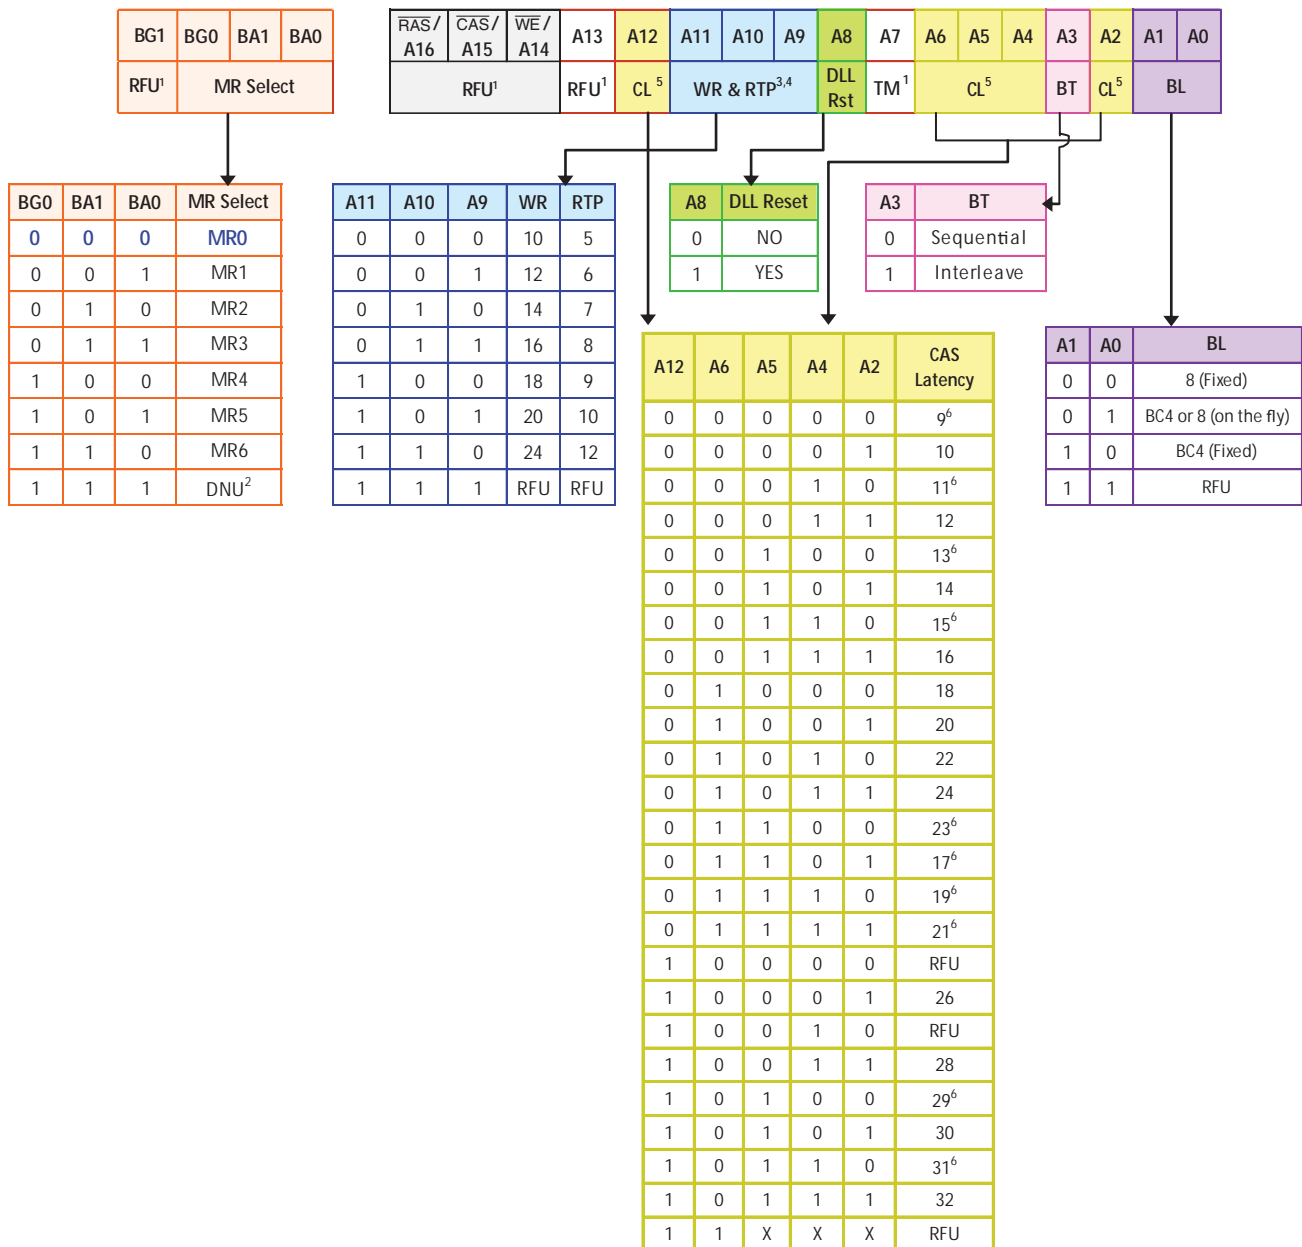 BG1 BG0 BA1 BA0 RAS/ A16 CAS/ A15 WE/ A14 A13 A12 A11 A10 A9 A8 A7 A6 A5 A4 A3 A2 A1 A0
RFU1 MR Select RFU1 RFU1 CL5 WR & RTP3,4 DLL Rst TM1 CL5 BT CL5 BL
BG0 BA1 BA0 MR Select
0 0 0 MR0
0 0 1 MR1
0 1 0 MR2
0 1 1 MR3
1 0 0 MR4
1 0 1 MR5
1 1 0 MR6
1 1 1 DNU2
A11 A10 A9 WR RTP
0 0 0 10 5
0 0 1 12 6
0 1 0 14 7
0 1 1 16 8
1 0 0 18 9
1 0 1 20 10
1 1 0 24 12
1 1 1 RFU RFU
A8 DLL Reset
0 NO
1 YES
A3 BT
0 Sequential
1 Interleave
A12 A6 A5 A4 A2 CAS Latency
0 0 0 0 0 96
0 0 0 0 1 10
0 0 0 1 0 116
0 0 0 1 1 12
0 0 1 0 0 136
0 0 1 0 1 14
0 0 1 1 0 156
0 0 1 1 1 16
0 1 0 0 0 18
0 1 0 0 1 20
0 1 0 1 0 22
0 1 0 1 1 24
0 1 1 0 0 236
0 1 1 0 1 176
0 1 1 1 0 196
0 1 1 1 1 216
1 0 0 0 0 RFU
1 0 0 0 1 26
1 0 0 1 0 RFU
1 0 0 1 1 28
1 0 1 0 0 296
1 0 1 0 1 30
1 0 1 1 0 316
1 0 1 1 1 32
1 1 X X X RFU
A1 A0 BL
0 0 8 (Fixed)
0 1 BC4 or 8 (on the fly)
1 0 BC4 (Fixed)
1 1 RFU